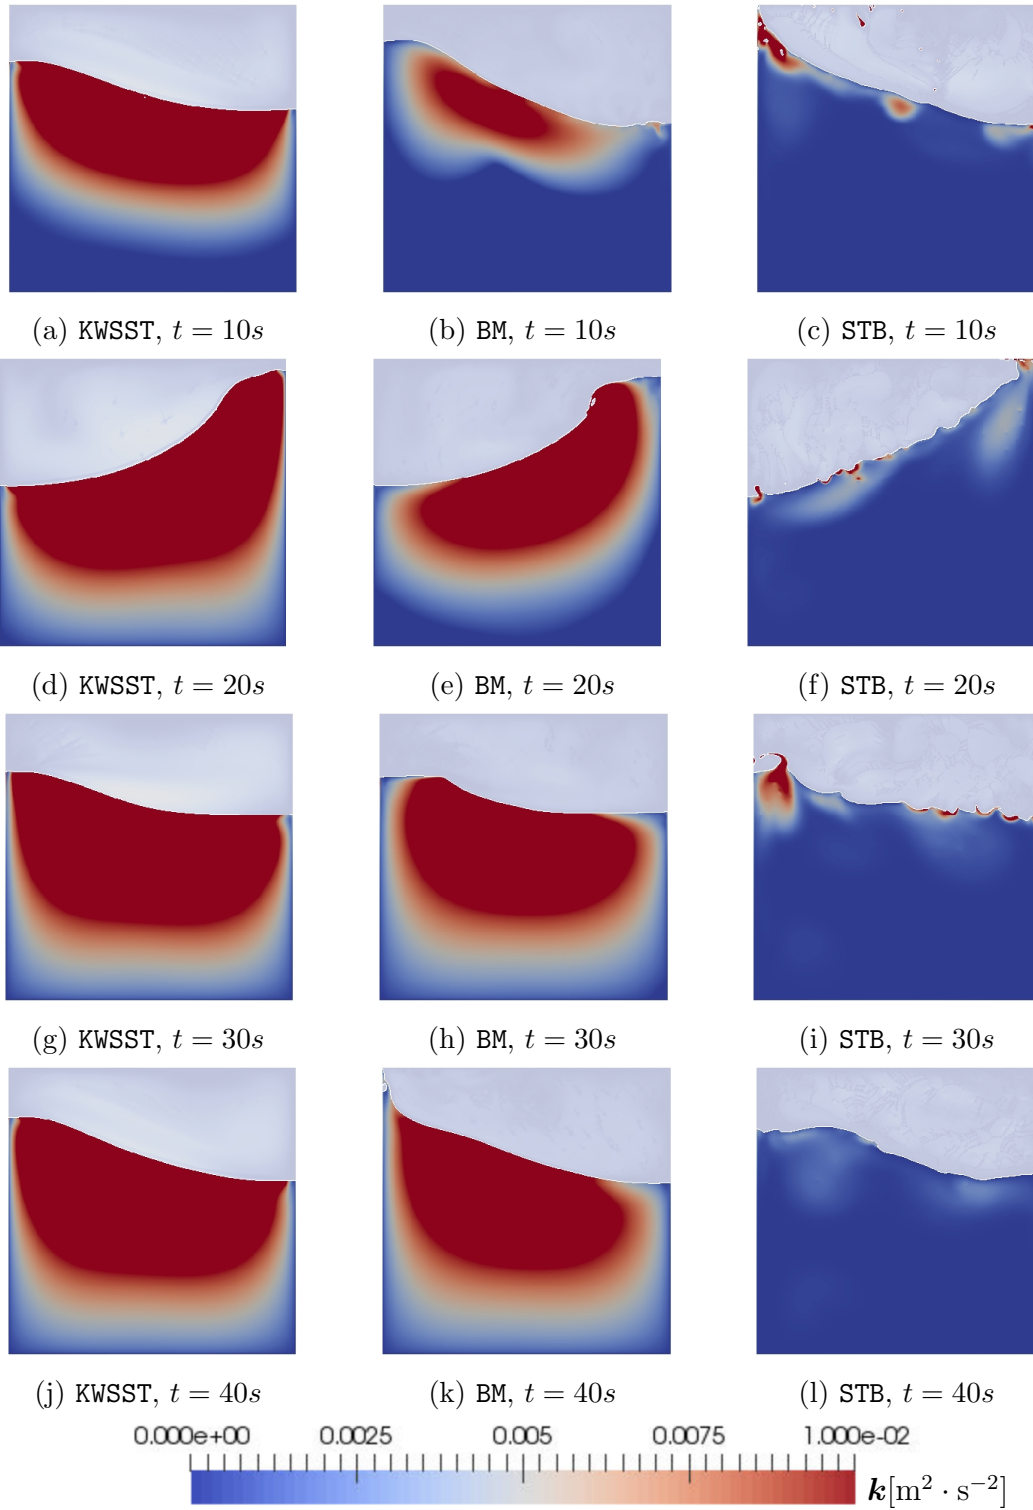 (a) KWSST, t = 10s (b) BM, t = 10s (c) STB, t = 10s
(d) KWSST, t = 20s (e) BM, t = 20s (f) STB, t = 20s
(g) KWSST, t = 30s (h) BM, t = 30s (i) STB, t = 30s
(j) KWSST, t = 40s (k) BM, t = 40s (l) STB, t = 40s
0.000e+00 0.0025 0.005 0.0075 1.000e-02
k[m² · s⁻²]